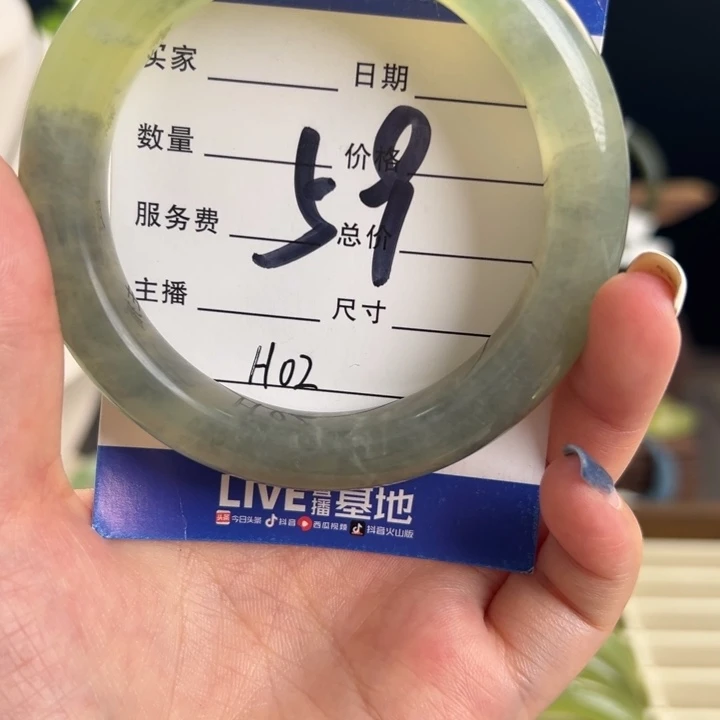 买家 日期
数量 价格
59
服务费 总价
主播 尺寸
H02
LIVE 直播 基地
今日头条 抖音 西瓜视频 抖音火山版